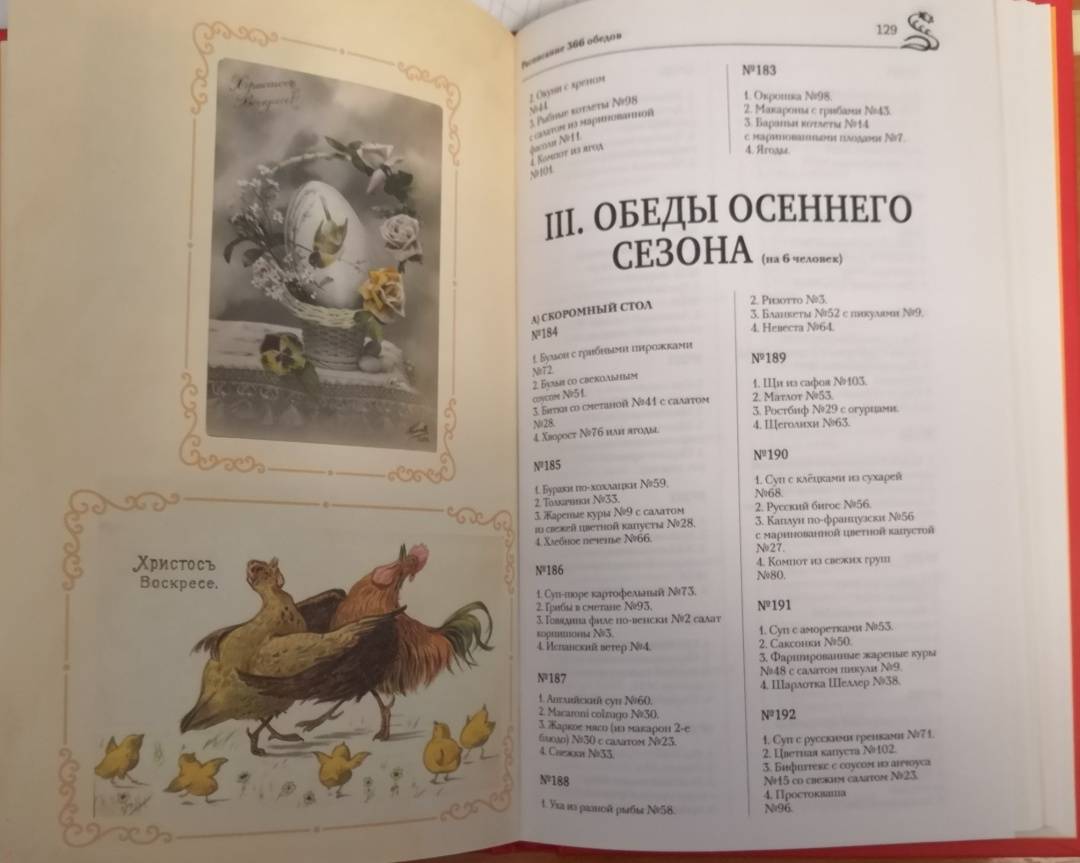 Христосъ
Воскресе!
Христосъ
Воскресе.
Расписание 366 обедов
129
2. Окуни с хреном
№44.
3. Рыбные котлеты №98
с салатом из маринованной
фасоли №11.
4. Компот из ягод
№101.
№183
1. Окрошка №98.
2. Макароны с грибами №43.
3. Бараньи котлеты №14
с маринованными плодами №7.
4. Ягоды.
III. ОБЕДЫ ОСЕННЕГО
СЕЗОНА (на 6 человек)
А) СКОРОМНЫЙ СТОЛ
№184
1. Бульон с грибными пирожками
№72.
2. Бульи со свекольным
соусом №51.
3. Битки со сметаной №41 с салатом
№28.
4. Хворост №76 или ягоды.
№185
1. Бураки по-хохлацки №59.
2. Толкачики №33.
3. Жареные куры №9 с салатом
из свежей цветной капусты №28.
4. Хлебное печенье №66.
№186
1. Суп-пюре картофельный №73.
2. Грибы в сметане №93.
3. Говядина филе по-венски №2 салат
корнишоны №3.
4. Испанский ветер №4.
№187
1. Английский суп №60.
2. Macaroni colnago №30.
3. Жаркое мясо (из макарон 2-е
блюдо) №30 с салатом №23.
4. Свежки №33.
№188
1. Уха из разной рыбы №58.
2. Ризотто №3.
3. Бланкеты №52 с пикулями №9.
4. Невеста №64.
№189
1. Щи из сафоя №103.
2. Матлот №53.
3. Ростбиф №29 с огурцами.
4. Щеголихи №63.
№190
1. Суп с клёцками из сухарей
№68.
2. Русский бигос №56.
3. Каплун по-французски №56
с маринованной цветной капустой
№27.
4. Компот из свежих груш
№80.
№191
1. Суп с аморетками №53.
2. Саксонки №50.
3. Фаршированные жареные куры
№48 с салатом пикули №9.
4. Шарлотка Шеллер №38.
№192
1. Суп с русскими гренками №71.
2. Цветная капуста №102.
3. Бифштекс с соусом из анчоуса
№15 со свежим салатом №23.
4. Простокваша
№96.